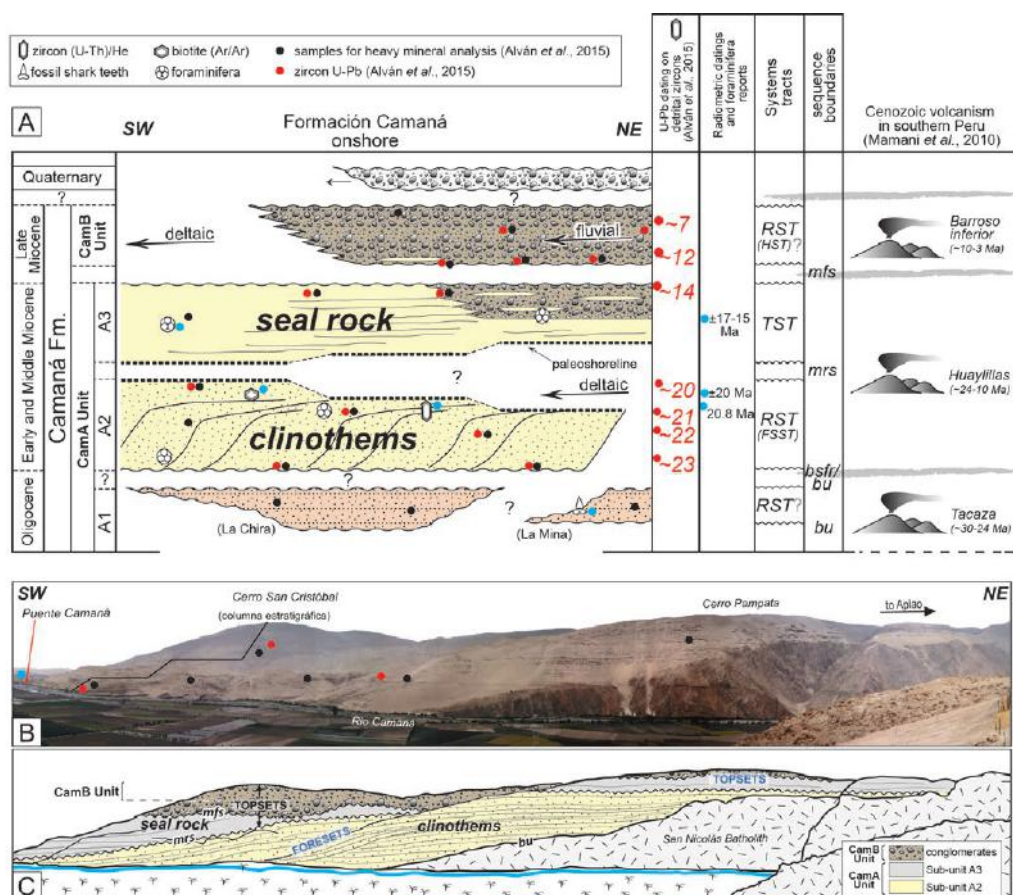 zircon (U-Th)/He
biotite (Ar/Ar)
samples for heavy mineral analysis (Alván et al., 2015)
fossil shark teeth
foraminifera
zircon U-Pb (Alván et al., 2015)
A
SW
Formación Camaná
onshore
NE
U-Pb dating on
detrital zircons
(Alván et al., 2015)
Radiometric datings
and foraminifera
reports
Systems
tracts
sequence
boundaries
Cenozoic volcanism
in southern Peru
(Mamani et al., 2010)
Quaternary
?
?
Late
Miocene
Camaná Fm.
CamB
Unit
deltaic
fluvial
~7
~12
RST
(HST)?
mfs
Barroso
inferior
(~10-3 Ma)
Early and Middle Miocene
CamA Unit
A3
seal rock
~14
±17-15
Ma
TST
paleoshoreline
mrs
?
deltaic
Huaylillas
(~24-10 Ma)
A2
clinothems
~20
~21
~22
~23
±20 Ma
20.8 Ma
RST
(FSST)
bsfr/
bu
?
?
?
Oligocene
A1
(La Chira)
?
(La Mina)
RST?
bu
Tacaza
(~30-24 Ma)
SW
NE
Puente Camaná
Cerro San Cristóbal
(columna estratigráfica)
Cerro Pampata
to Aplao
Río Camaná
B
CamB
Unit
mfs
TOPSETS
TOPSETS
seal rock
mrs
FORESETS
clinothems
bu
San Nicolás Batholith
C
CamB
Unit
conglomerates
CamA
Unit
Sub-unit A3
Sub-unit A2